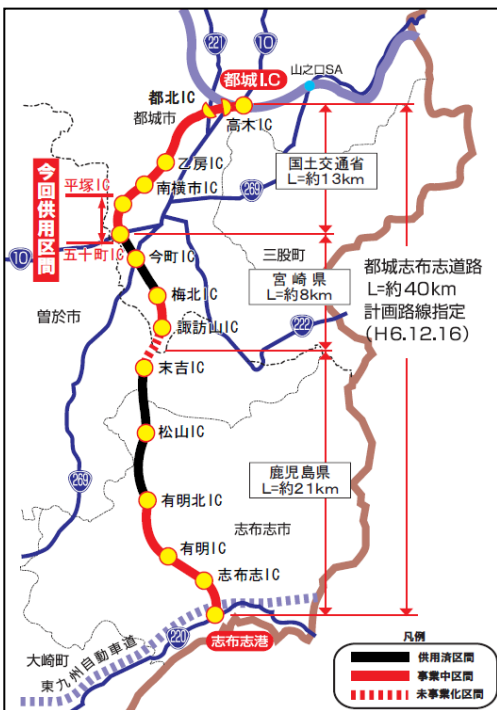 221
10
山之口SA
都城I.C
都北IC
都城市
高木IC
乙房IC
国土交通省
L=約13km
今回供用区間
平塚IC
南横市IC
269
10
五十町IC
今町IC
三股町
都城志布志道路
L=約40km
計画路線指定
(H6.12.16)
宮崎県
L=約8km
梅北IC
曽於市
222
諏訪山IC
末吉IC
松山IC
鹿児島県
L=約21km
269
有明北IC
志布志市
有明IC
志布志IC
220
志布志港
大崎町
東九州自動車道
凡例
供用済区間
事業中区間
未事業化区間